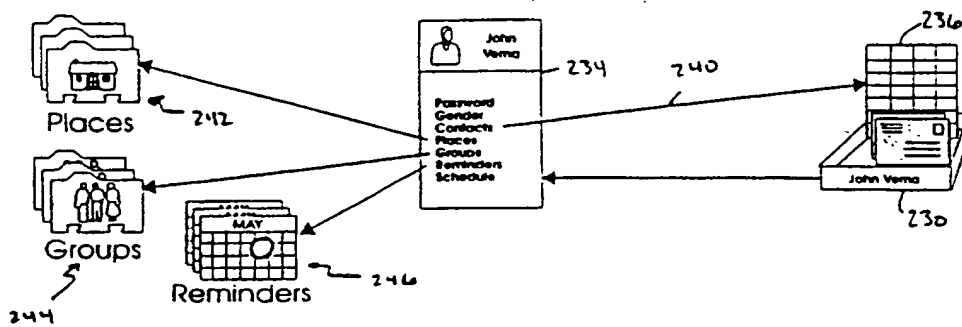 236
John
Verna
234
240
Password
Gender
Contacts
Places
Groups
Reminders
Schedule
242
Places
John Verna
230
MAY
Groups
246
Reminders
244